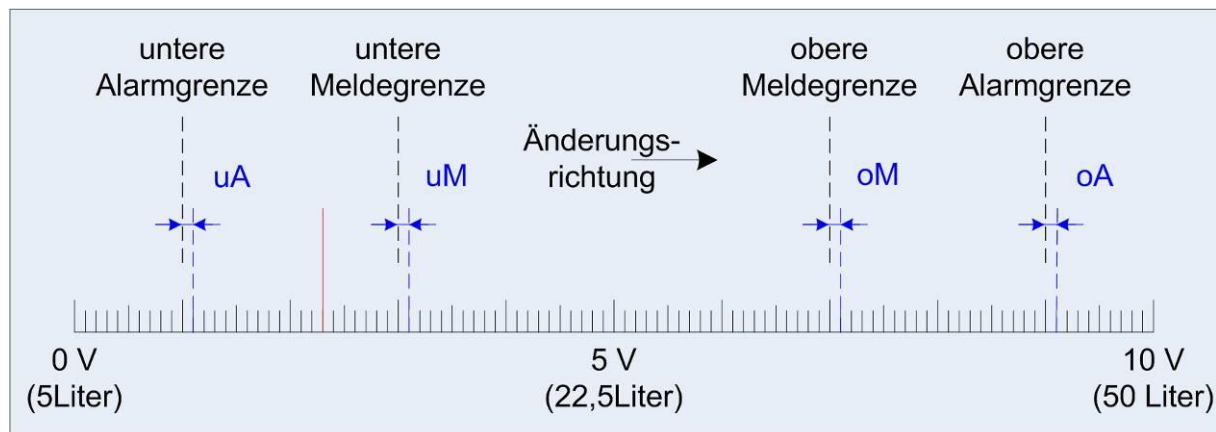 untere
Alarmgrenze
untere
Meldegrenze
obere
Meldegrenze
obere
Alarmgrenze
Änderungs-
richtung
uA
uM
oM
oA
0 V
(5Liter)
5 V
(22,5Liter)
10 V
(50 Liter)